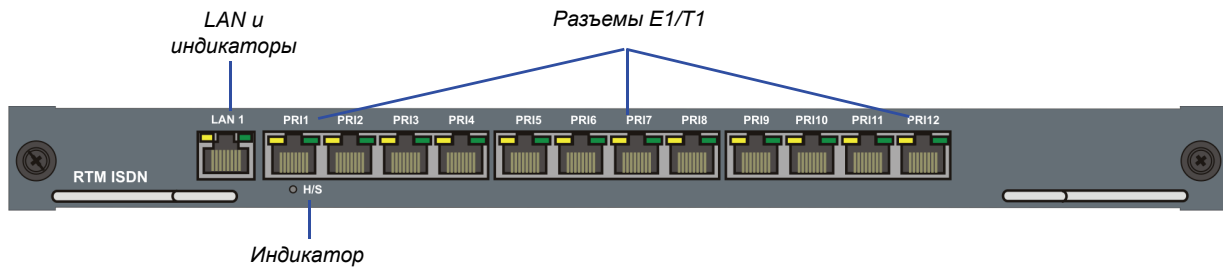 LAN и
индикаторы
Разъемы E1/T1
LAN 1 PRI1 PRI2 PRI3 PRI4 PRI5 PRI6 PRI7 PRI8 PRI9 PRI10 PRI11 PRI12
RTM ISDN
H/S
Индикатор